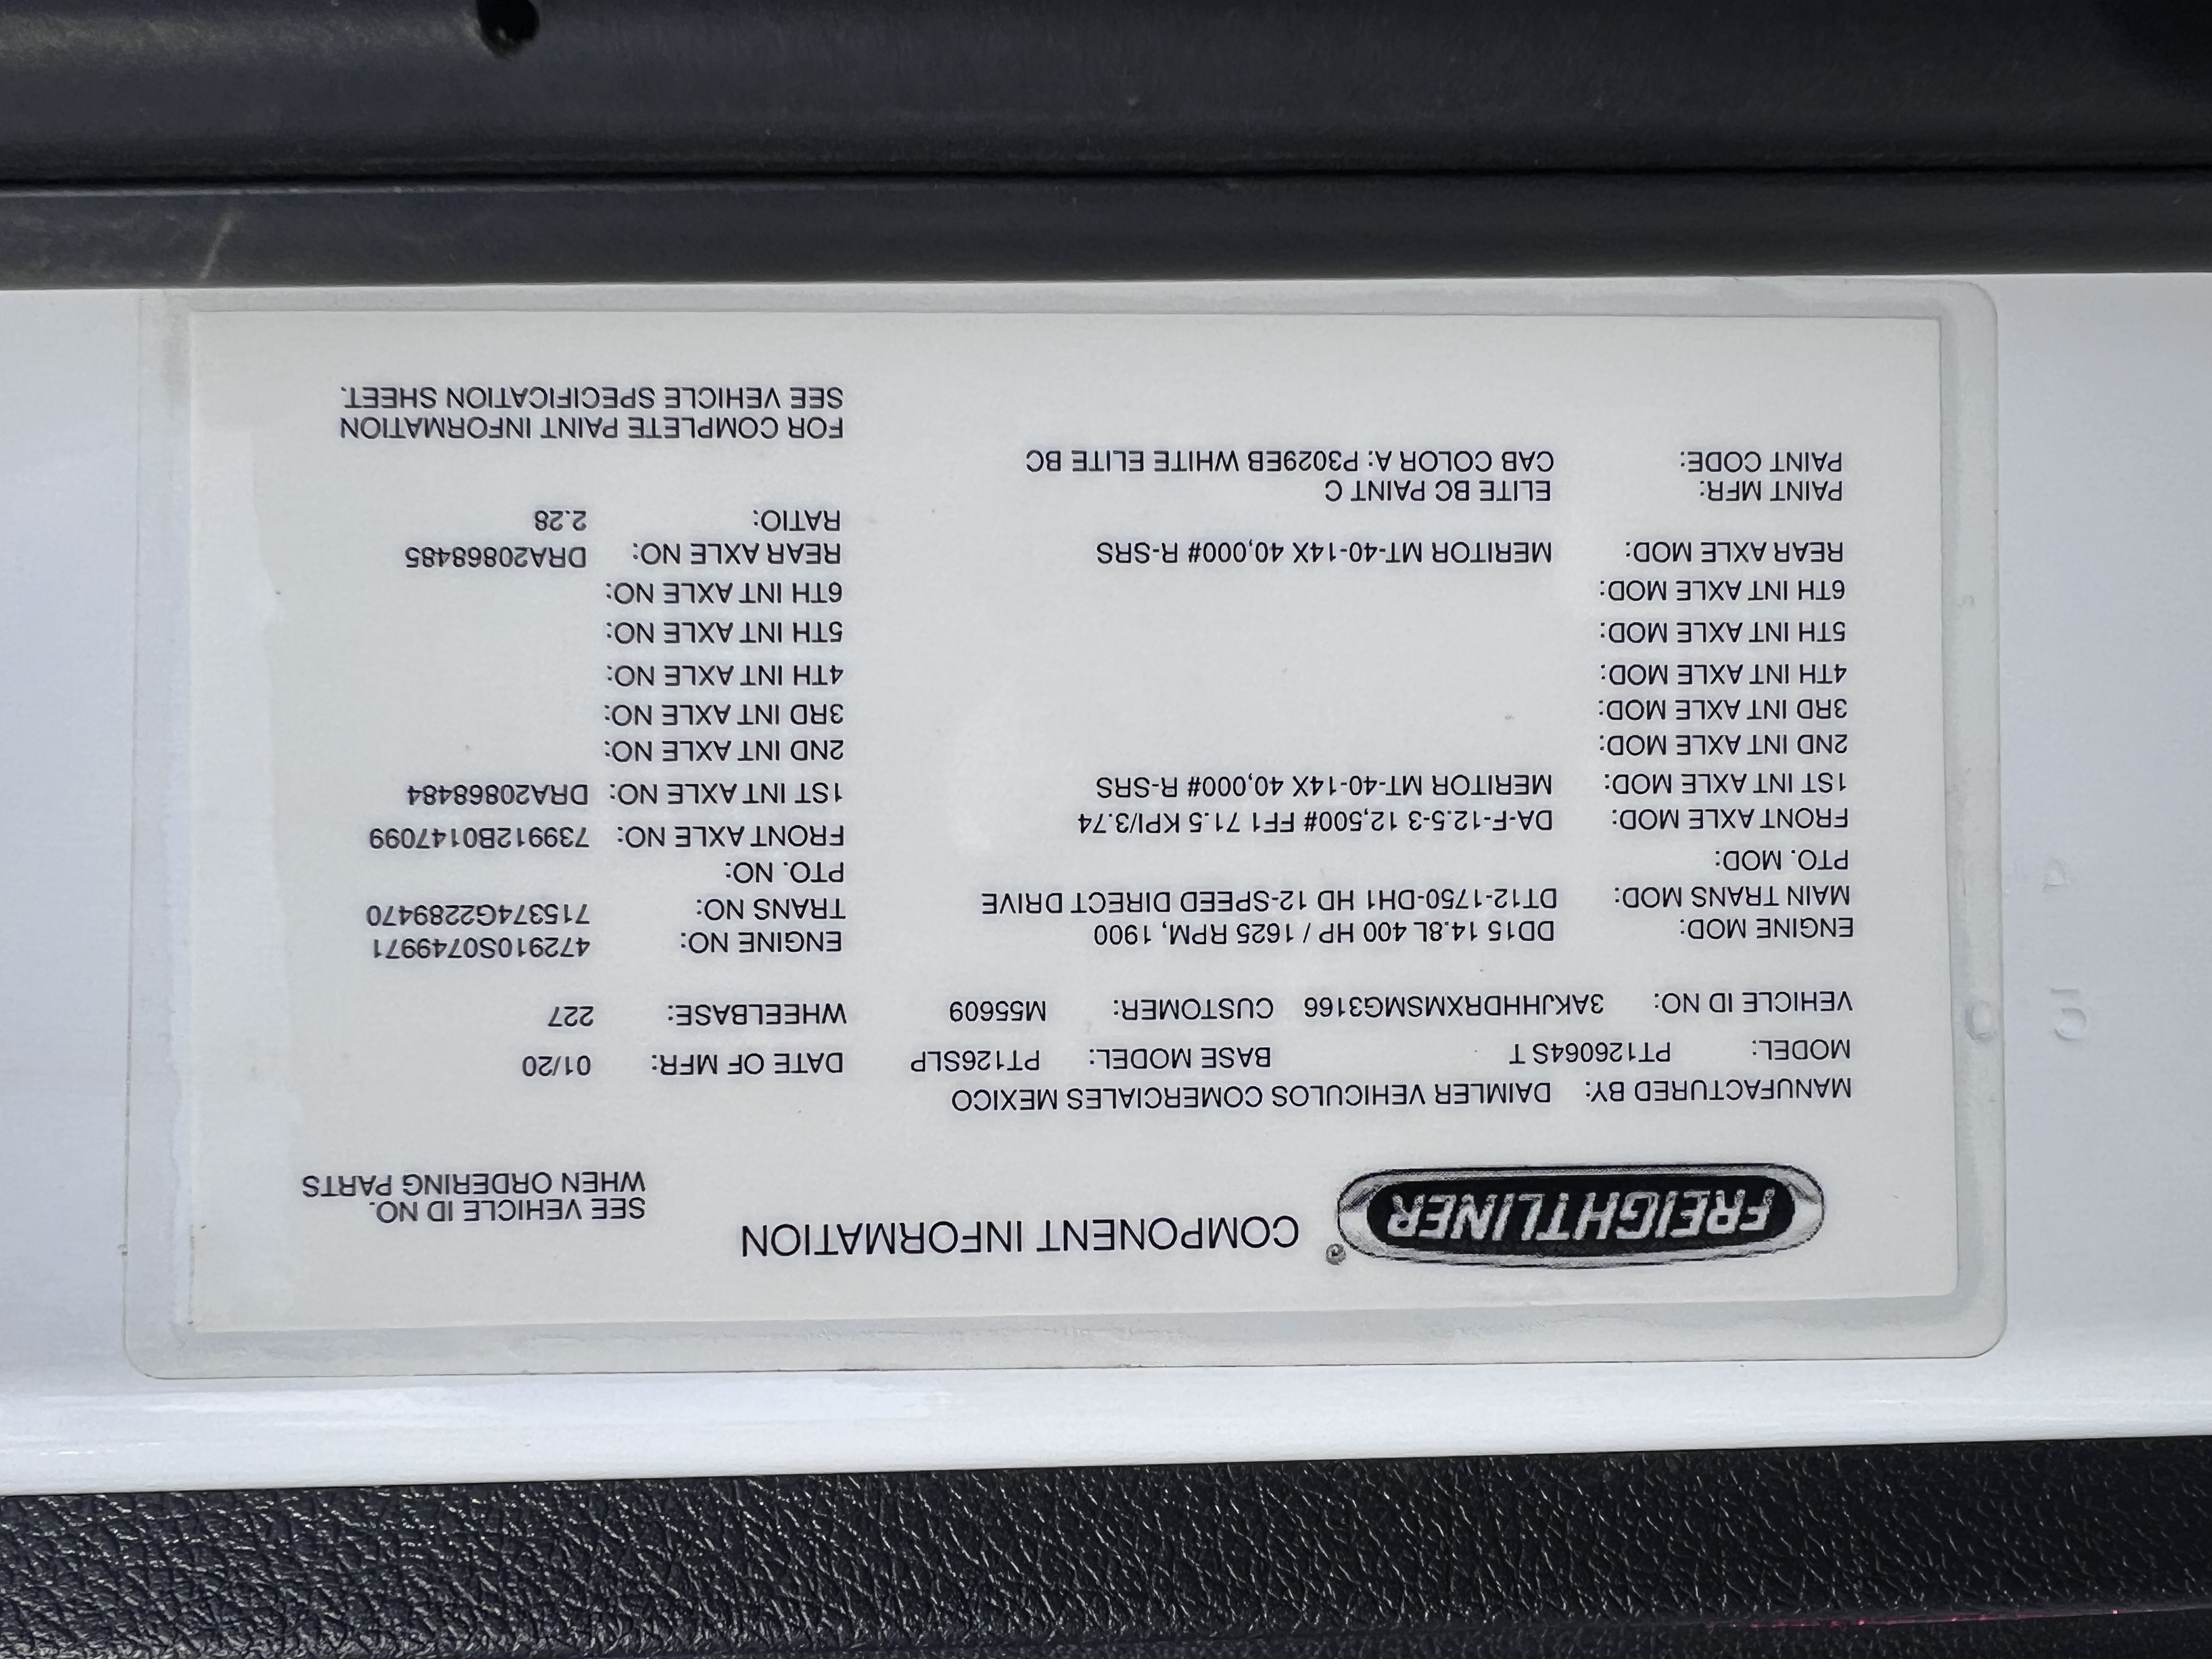 FREIGHTLINER® COMPONENT INFORMATION
SEE VEHICLE ID NO.
WHEN ORDERING PARTS
MANUFACTURED BY: DAIMLER VEHICULOS COMERCIALES MEXICO
MODEL: PT126064S T BASE MODEL: PT126SLP DATE OF MFR: 01/20
VEHICLE ID NO: 3AKJHHDRXMSMG3166 CUSTOMER: M55609 WHEELBASE: 227
ENGINE MOD: DD15 14.8L 400 HP / 1625 RPM, 1900 ENGINE NO: 472910S0749971
MAIN TRANS MOD: DT12-1750-DH1 HD 12-SPEED DIRECT DRIVE TRANS NO: 715374G2289470
PTO. MOD: PTO. NO:
FRONT AXLE MOD: DA-F-12.5-3 12,500# FF1 71.5 KPI/3.74 FRONT AXLE NO: 739912B0147099
1ST INT AXLE MOD: MERITOR MT-40-14X 40,000# R-SRS 1ST INT AXLE NO: DRA20868484
2ND INT AXLE MOD: 2ND INT AXLE NO:
3RD INT AXLE MOD: 3RD INT AXLE NO:
4TH INT AXLE MOD: 4TH INT AXLE NO:
5TH INT AXLE MOD: 5TH INT AXLE NO:
6TH INT AXLE MOD: 6TH INT AXLE NO:
REAR AXLE MOD: MERITOR MT-40-14X 40,000# R-SRS REAR AXLE NO: DRA20868485
RATIO: 2.28
PAINT MFR: ELITE BC PAINT C
PAINT CODE: CAB COLOR A: P3029EB WHITE ELITE BC
FOR COMPLETE PAINT INFORMATION
SEE VEHICLE SPECIFICATION SHEET.